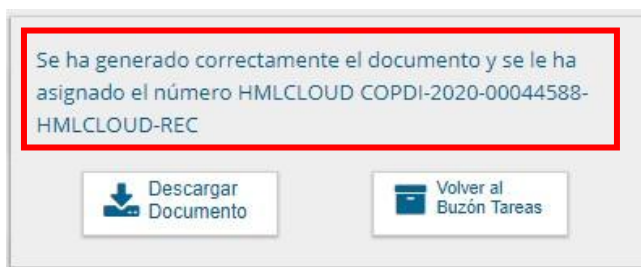 Se ha generado correctamente el documento y se le ha
asignado el número HMLCLOUD COPDI-2020-00044588-
HMLCLOUD-REC
Descargar
Documento
Volver al
Buzón Tareas